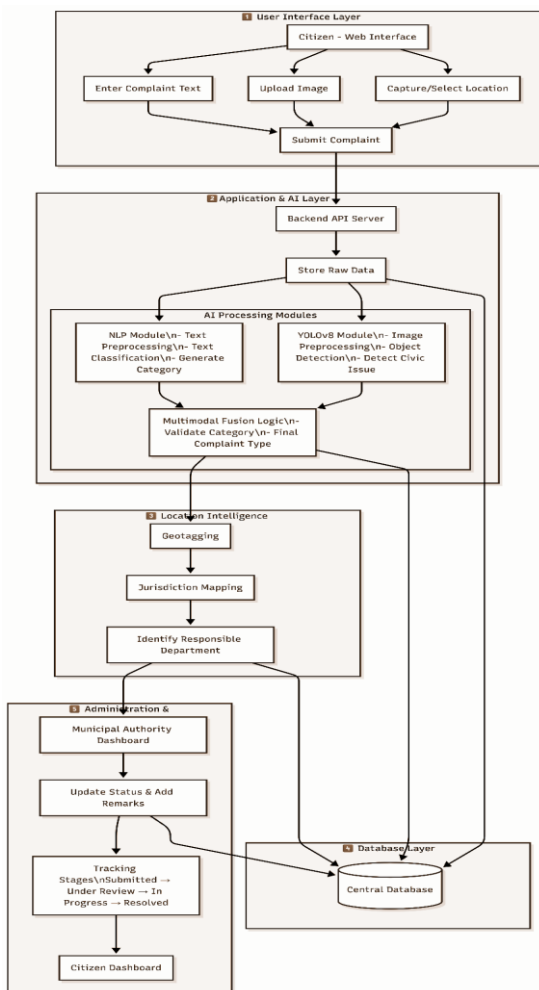 1 User Interface Layer
Citizen - Web Interface
Enter Complaint Text
Upload Image
Capture/Select Location
Submit Complaint
2 Application & AI Layer
Backend API Server
Store Raw Data
AI Processing Modules
NLP Module\n- Text
Preprocessing\n- Text
Classification\n- Generate
Category
YOLOv8 Module\n- Image
Preprocessing\n- Object
Detection\n- Detect Civic
Issue
Multimodal Fusion Logic\n-
Validate Category\n- Final
Complaint Type
3 Location Intelligence
Geotagging
Jurisdiction Mapping
Identify Responsible
Department
5 Administration &
Municipal Authority
Dashboard
Update Status & Add
Remarks
Tracking
Stages\nSubmitted →
Under Review → In
Progress → Resolved
Citizen Dashboard
4 Database Layer
Central Database